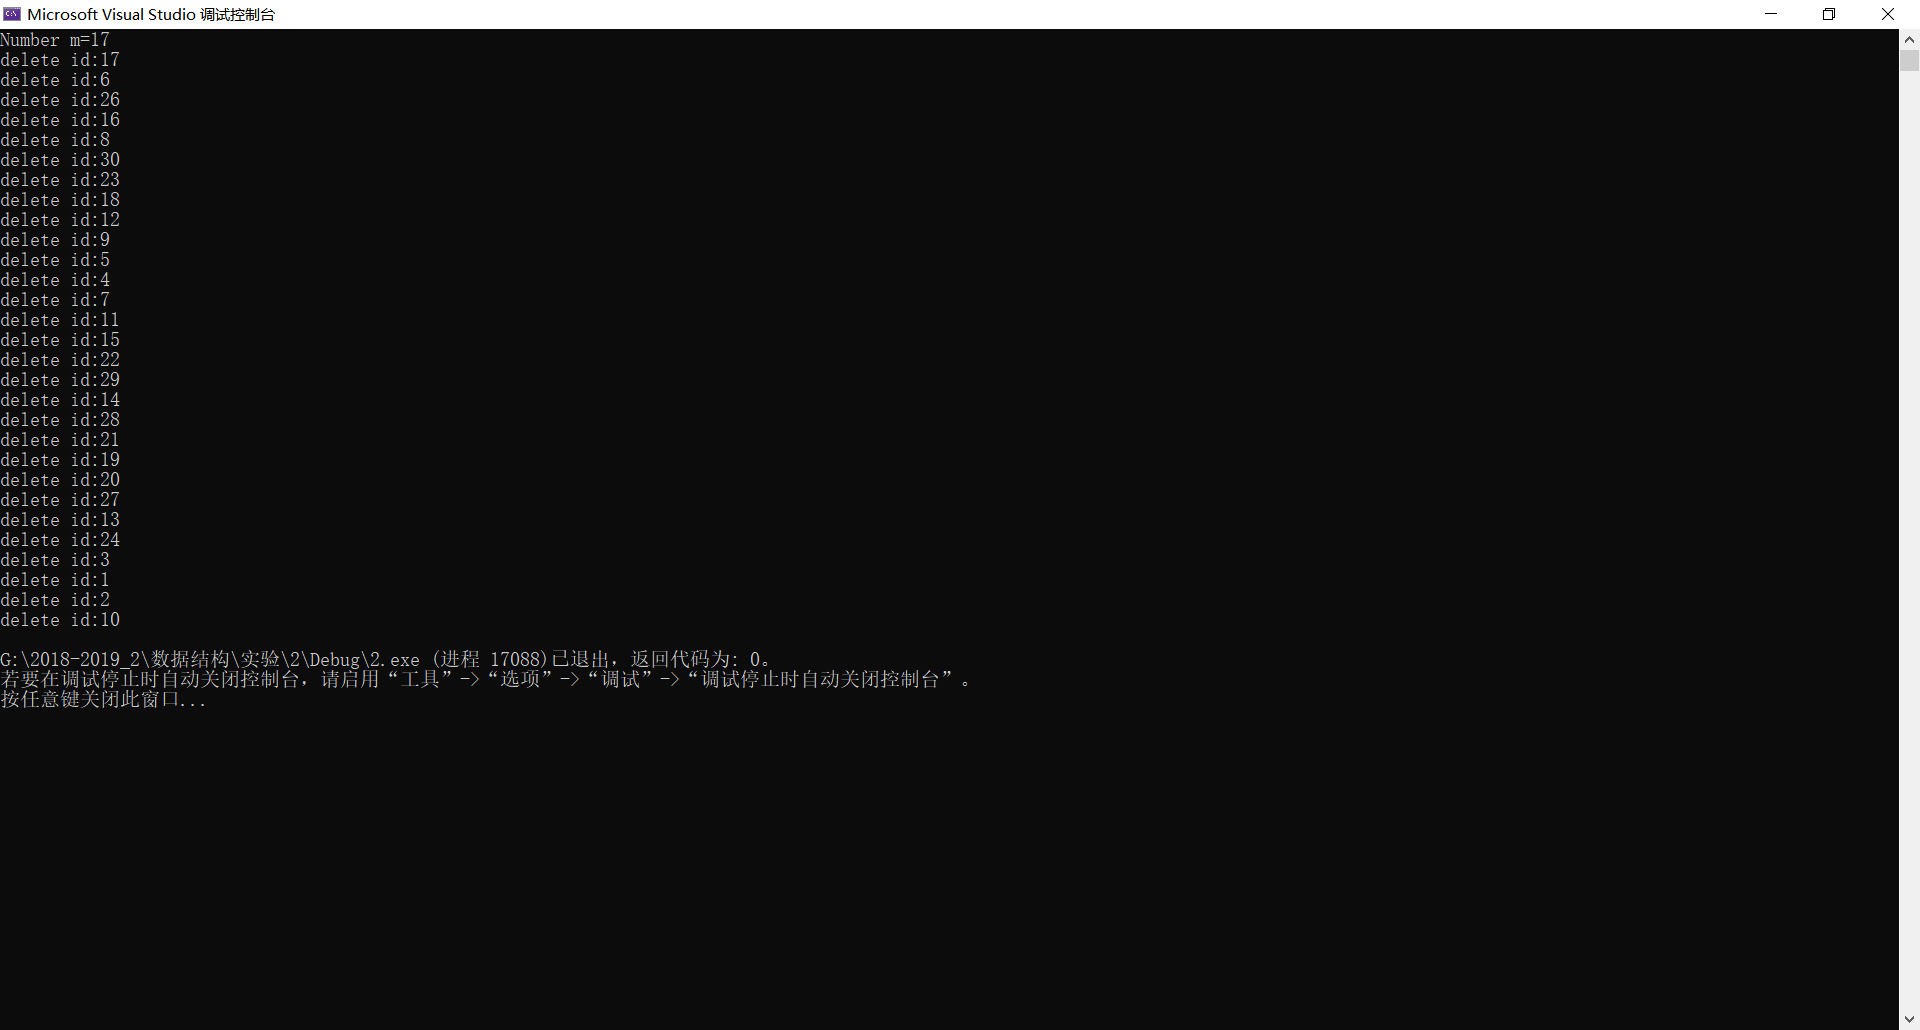 Microsoft Visual Studio 调试控制台
Number m=17
delete id:17
delete id:6
delete id:26
delete id:16
delete id:8
delete id:30
delete id:23
delete id:18
delete id:12
delete id:9
delete id:5
delete id:4
delete id:7
delete id:11
delete id:15
delete id:22
delete id:29
delete id:14
delete id:28
delete id:21
delete id:19
delete id:20
delete id:27
delete id:13
delete id:24
delete id:3
delete id:1
delete id:2
delete id:10
G:\2018-2019_2\数据结构\实验\2\Debug\2.exe (进程 17088)已退出，返回代码为: 0。
若要在调试停止时自动关闭控制台，请启用“工具”->“选项”->“调试”->“调试停止时自动关闭控制台”。
按任意键关闭此窗口...